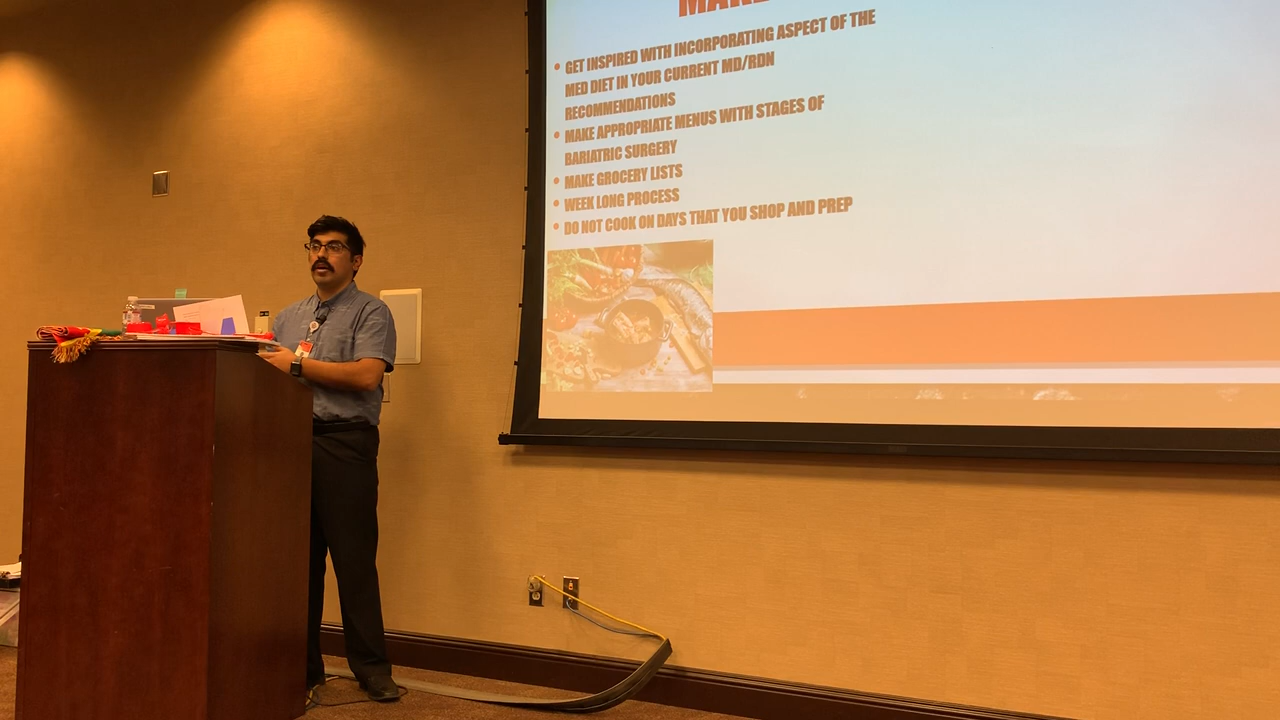 GET INSPIRED WITH INCORPORATING ASPECT OF THE
MED DIET IN YOUR CURRENT MD/RDN
RECOMMENDATIONS
MAKE APPROPRIATE MENUS WITH STAGES OF
BARIATRIC SURGERY
MAKE GROCERY LISTS
WEEK LONG PROCESS
DO NOT COOK ON DAYS THAT YOU SHOP AND PREP